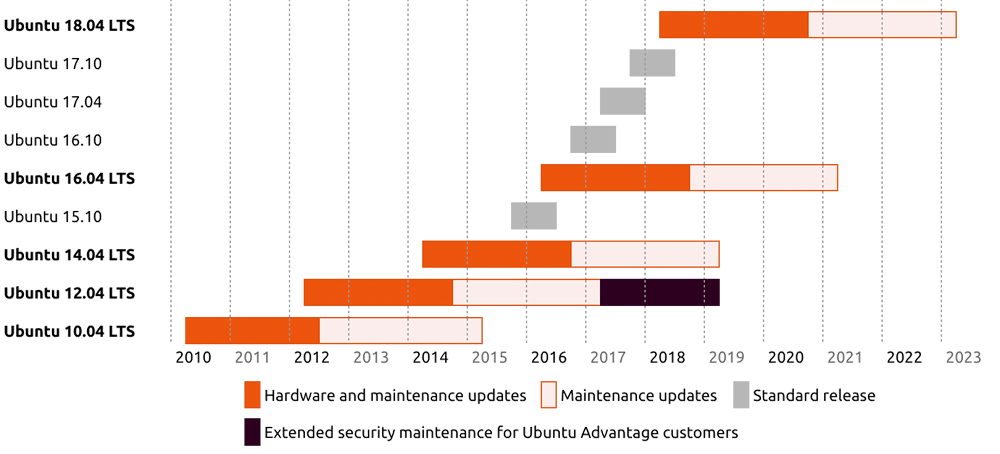 Ubuntu 18.04 LTS
Ubuntu 17.10
Ubuntu 17.04
Ubuntu 16.10
Ubuntu 16.04 LTS
Ubuntu 15.10
Ubuntu 14.04 LTS
Ubuntu 12.04 LTS
Ubuntu 10.04 LTS
2010 2011 2012 2013 2014 2015 2016 2017 2018 2019 2020 2021 2022 2023
Hardware and maintenance updates Maintenance updates Standard release
Extended security maintenance for Ubuntu Advantage customers